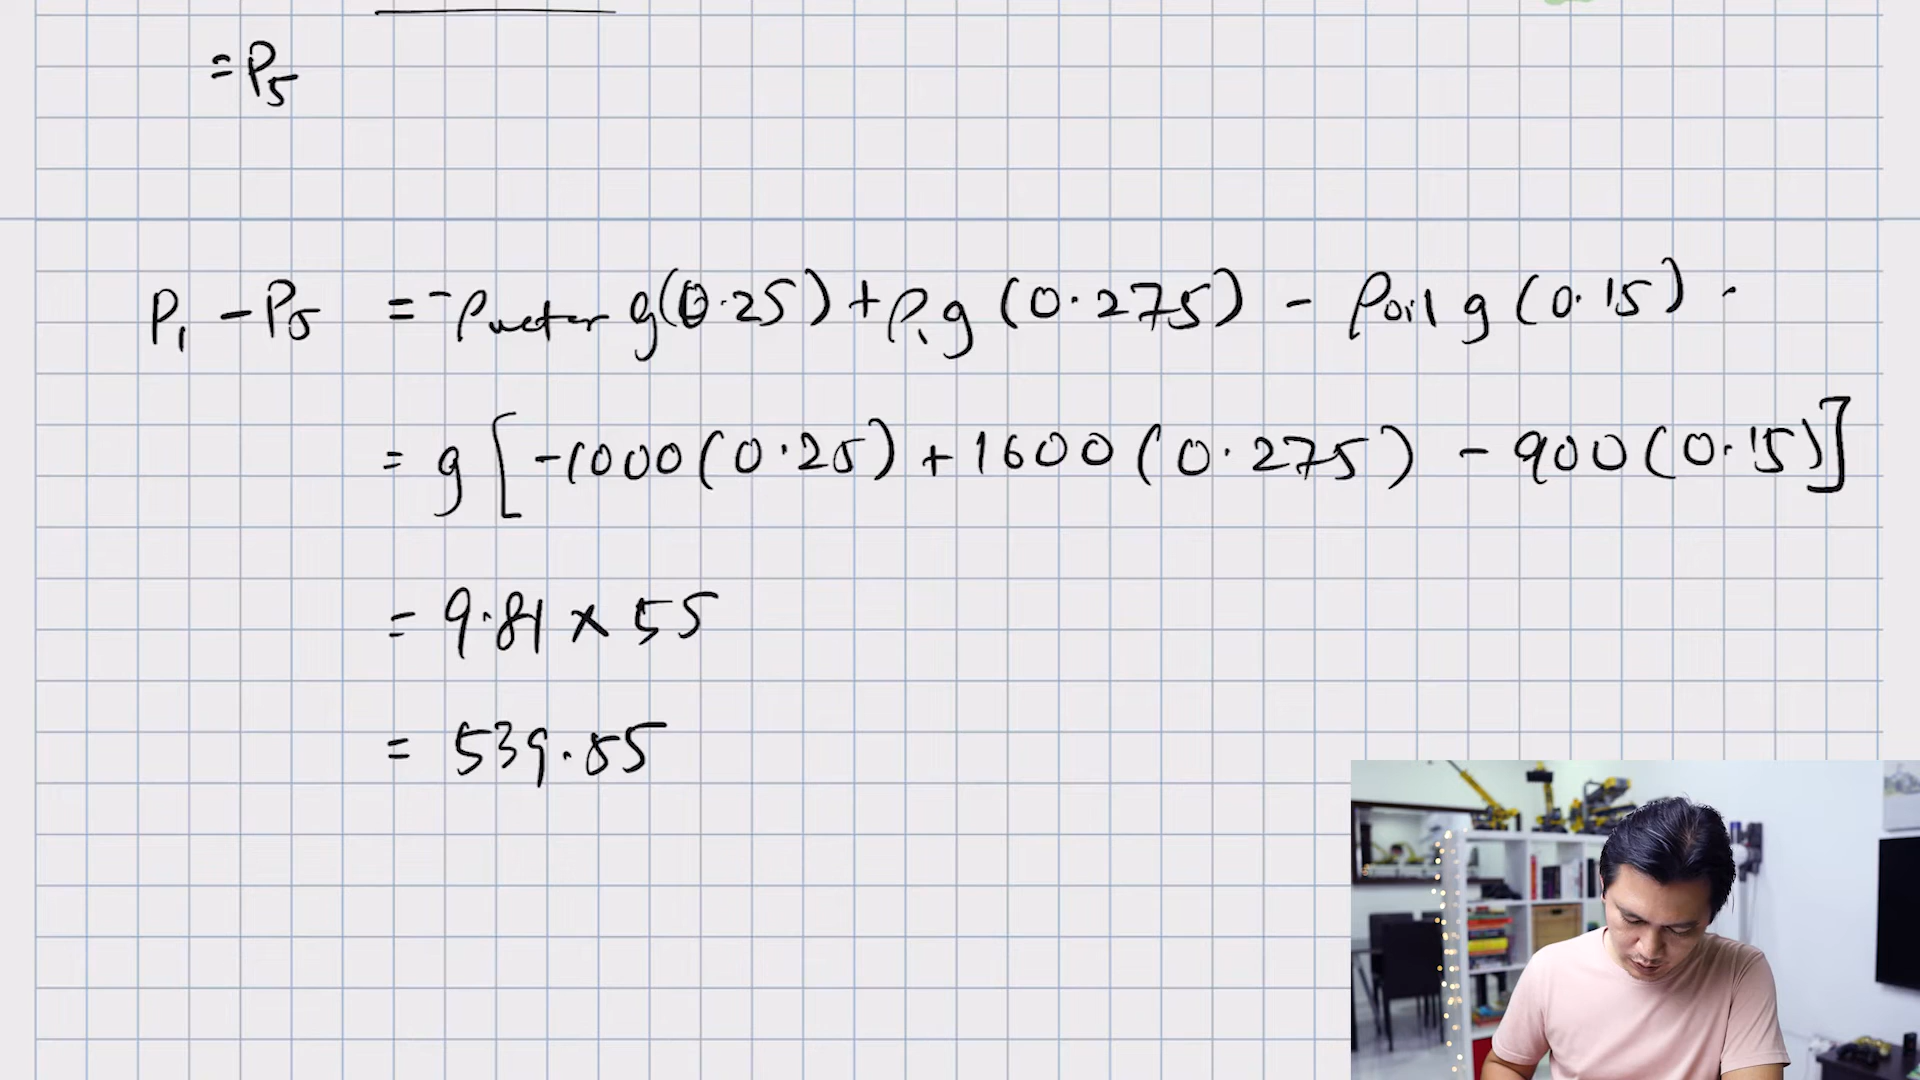 = P₅
P₁ - P₅ = -ρwater g(0.25) + ρ₁g (0.275) - ρoil g (0.15) .
= g [-1000(0.25) + 1600(0.275) - 900(0.15)]
= 9.81 × 55
= 539.55